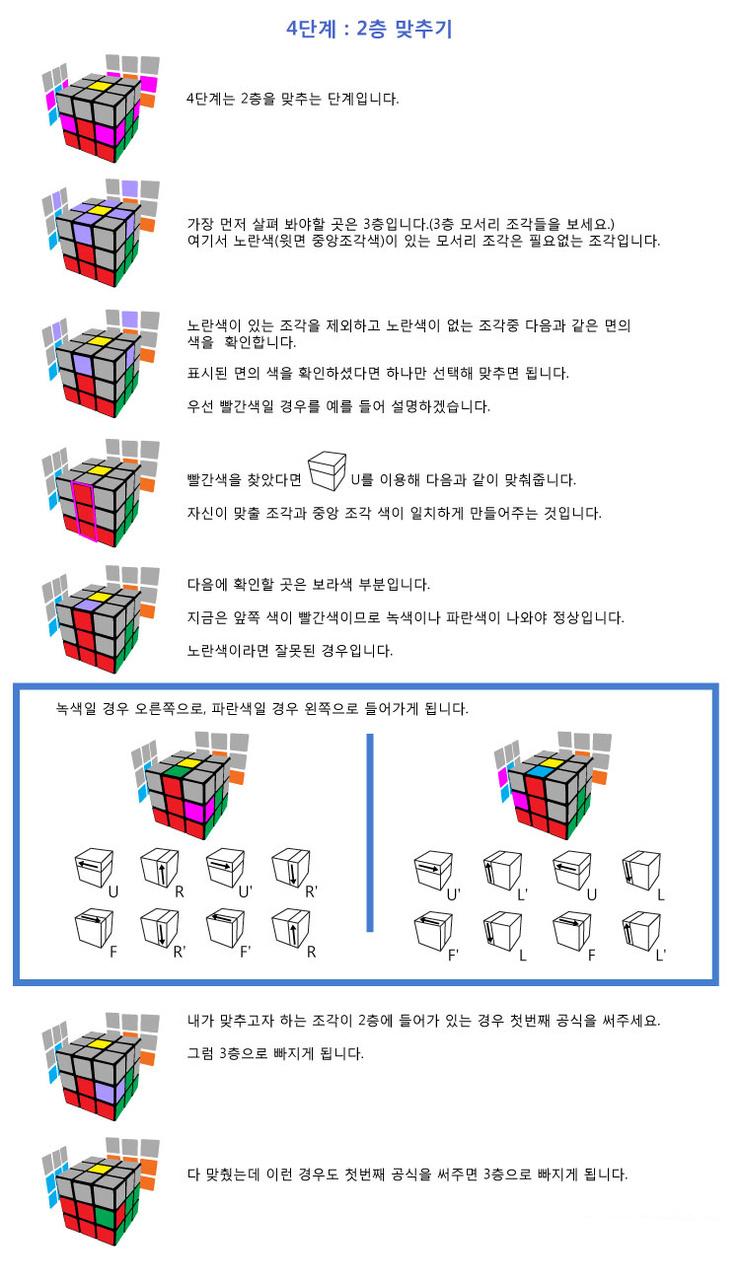 4단계 : 2층 맞추기
4단계는 2층을 맞추는 단계입니다.
가장 먼저 살펴 봐야할 곳은 3층입니다.(3층 모서리 조각들을 보세요.)
여기서 노란색(윗면 중앙조각색)이 있는 모서리 조각은 필요없는 조각입니다.
노란색이 있는 조각을 제외하고 노란색이 없는 조각중 다음과 같은 면의
색을 확인합니다.
표시된 면의 색을 확인하셨다면 하나만 선택해 맞추면 됩니다.
우선 빨간색일 경우를 예를 들어 설명하겠습니다.
빨간색을 찾았다면 U를 이용해 다음과 같이 맞춰줍니다.
자신이 맞출 조각과 중앙 조각 색이 일치하게 만들어주는 것입니다.
다음에 확인할 곳은 보라색 부분입니다.
지금은 앞쪽 색이 빨간색이므로 녹색이나 파란색이 나와야 정상입니다.
노란색이라면 잘못된 경우입니다.
녹색일 경우 오른쪽으로, 파란색일 경우 왼쪽으로 들어가게 됩니다.
U R U' R'
F R' F' R
U' L' U L
F' L F L'
내가 맞추고자 하는 조각이 2층에 들어가 있는 경우 첫번째 공식을 써주세요.
그럼 3층으로 빠지게 됩니다.
다 맞췄는데 이런 경우도 첫번째 공식을 써주면 3층으로 빠지게 됩니다.